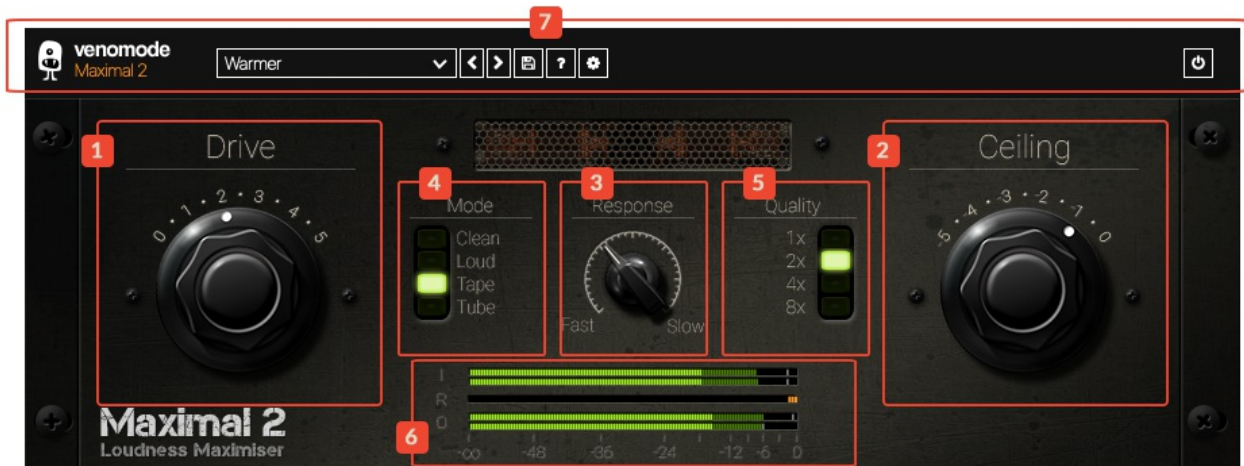 7
venomode
Maximal 2
Warmer
?
1
Drive
0 · 1 · 2 · 3 · 4 · 5
2
Ceiling
-5 · -4 · -3 · -2 · -1 · 0
4
Mode
Clean
Loud
Tape
Tube
3
Response
Fast
Slow
5
Quality
1x
2x
4x
8x
I
R
O
6
-∞ -48 -36 -24 -12 -6 0
Maximal 2
Loudness Maximiser